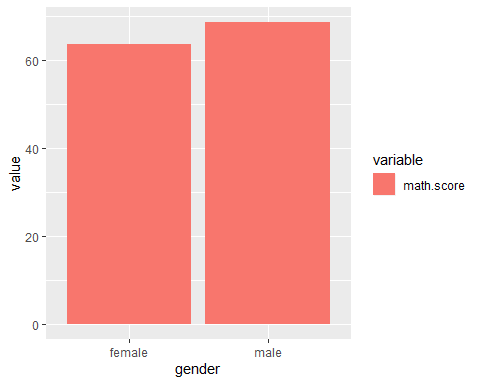 60
40
20
0
value
female
male
gender
variable
math.score